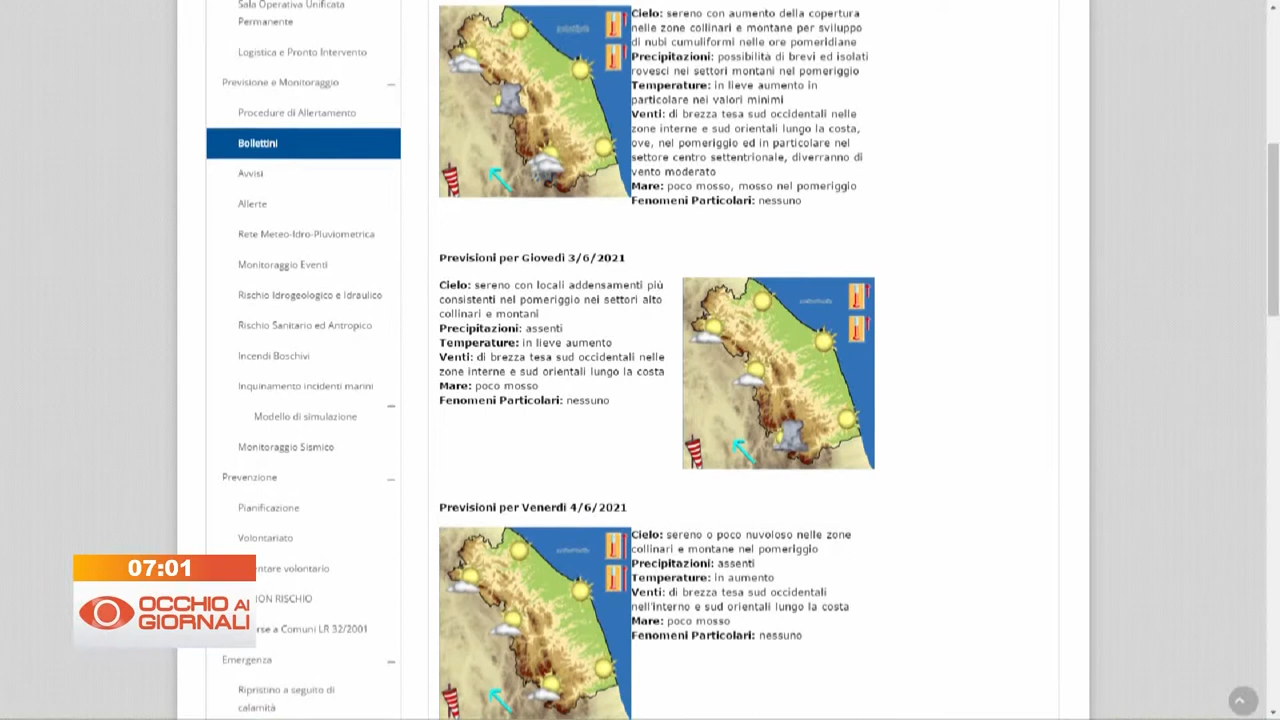 Sala Operativa Unificata
Permanente
Logistica e Pronto Intervento
Previsione e Monitoraggio
Procedure di Allertamento
Bollettini
Avvisi
Allerte
Rete Meteo-Idro-Pluviometrica
Monitoraggio Eventi
Rischio Idrogeologico e Idraulico
Rischio Sanitario ed Antropico
Incendi Boschivi
Inquinamento incidenti marini
Modello di simulazione
Monitoraggio Sismico
Prevenzione
Pianificazione
Volontariato
entare volontario
ION RISCHIO
rse a Comuni LR 32/2001
Emergenza
Ripristino a seguito di
calamità
Cielo: sereno con aumento della copertura
nelle zone collinari e montane per sviluppo
di nubi cumuliformi nelle ore pomeridiane
Precipitazioni: possibilità di brevi ed isolati
rovesci nei settori montani nel pomeriggio
Temperature: in lieve aumento in
particolare nei valori minimi
Venti: di brezza tesa sud occidentali nelle
zone interne e sud orientali lungo la costa,
ove, nel pomeriggio ed in particolare nel
settore centro settentrionale, diverranno di
vento moderato
Mare: poco mosso, mosso nel pomeriggio
Fenomeni Particolari: nessuno
Previsioni per Giovedì 3/6/2021
Cielo: sereno con locali addensamenti più
consistenti nel pomeriggio nei settori alto
collinari e montani
Precipitazioni: assenti
Temperature: in lieve aumento
Venti: di brezza tesa sud occidentali nelle
zone interne e sud orientali lungo la costa
Mare: poco mosso
Fenomeni Particolari: nessuno
Previsioni per Venerdì 4/6/2021
Cielo: sereno o poco nuvoloso nelle zone
collinari e montane nel pomeriggio
Precipitazioni: assenti
Temperature: in aumento
Venti: di brezza tesa sud occidentali
nell'interno e sud orientali lungo la costa
Mare: poco mosso
Fenomeni Particolari: nessuno
07:01
OCCHIO AI
GIORNALI